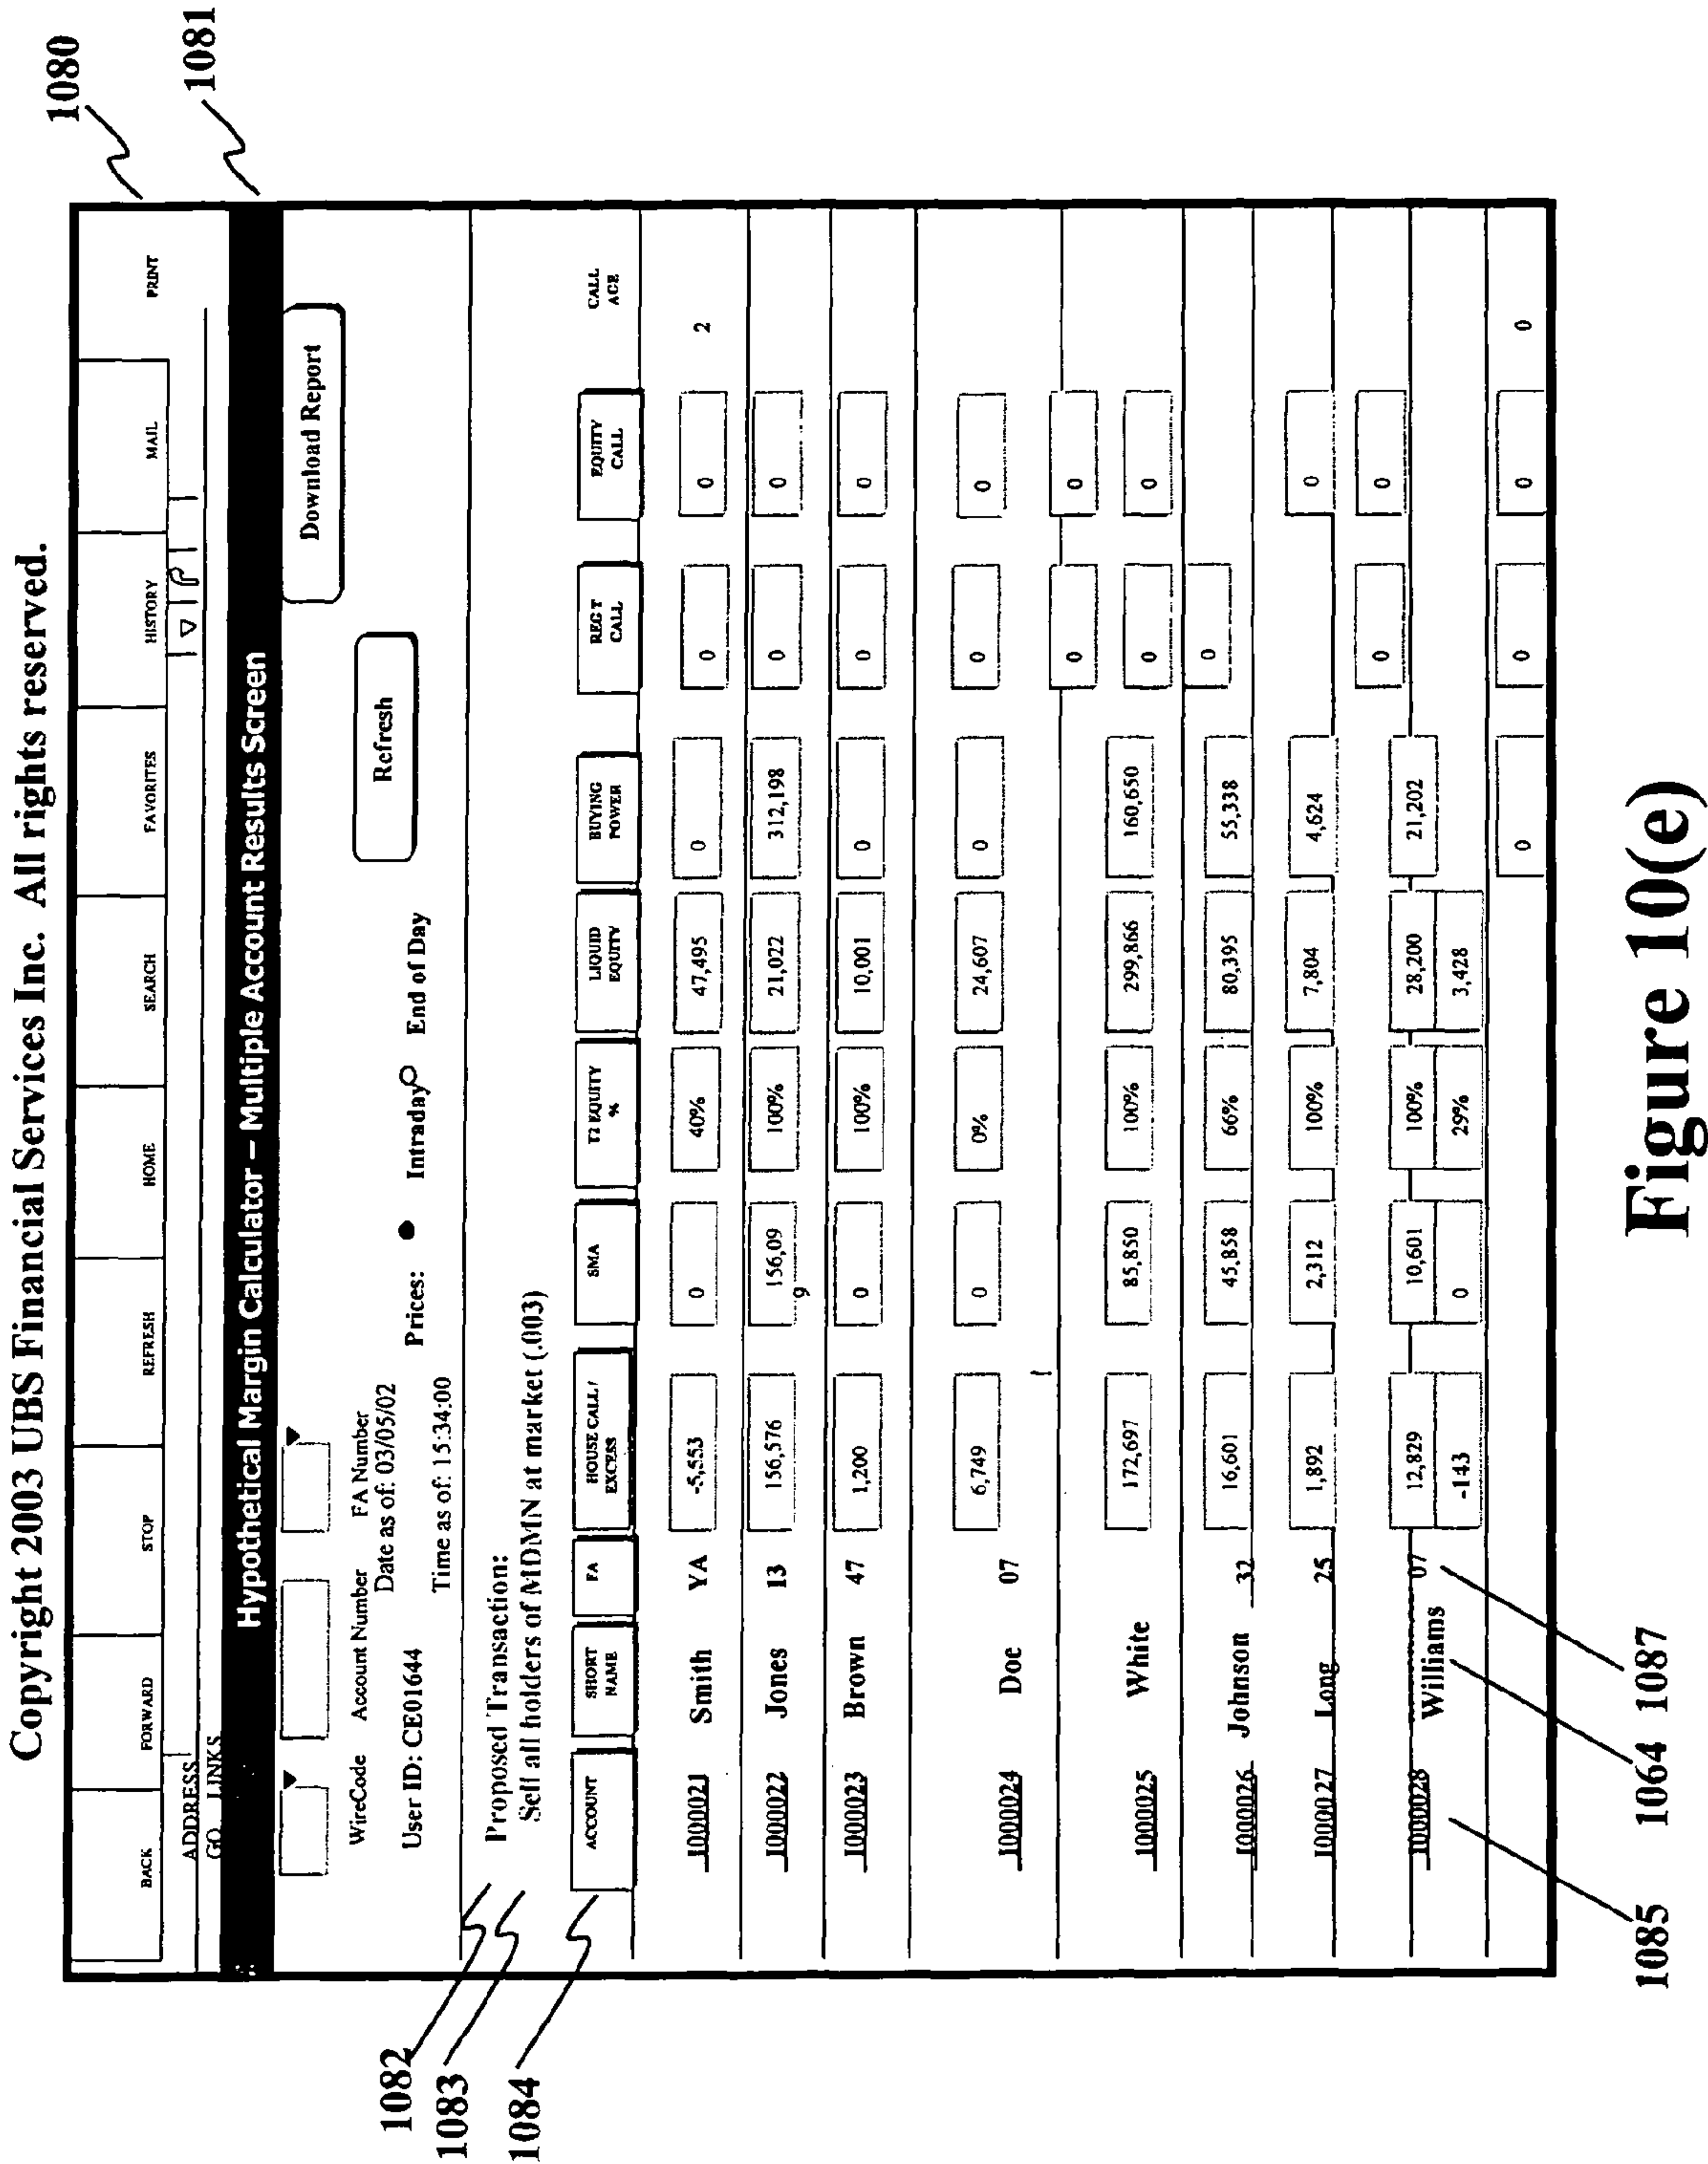 Copyright 2003 UBS Financial Services Inc. All rights reserved.
1080
BACK FORWARD STOP REFRESH HOME SEARCH FAVORITES HISTORY MAIL PRINT
ADDRESS
GO LINKS
1081
Hypothetical Margin Calculator – Multiple Account Results Screen
Download Report
WireCode Account Number FA Number
Refresh
Date as of: 03/05/02
User ID: CE01644 Prices: Intraday End of Day
Time as of: 15:34:00
1082
Proposed Transaction:
1083
Sell all holders of MDMN at market (.003)
1084
ACCOUNT SHORT NAME FA HOUSE CALL/ EXCESS SMA T2 EQUITY % LIQUID EQUITY BUYING POWER REG T CALL EQUITY CALL CALL AGE
1000021 Smith YA -5,553 0 40% 47,495 0 0 0 2
1000022 Jones 13 156,576 156,099 100% 21,022 312,198 0 0
1000023 Brown 47 1,200 0 100% 10,001 0 0 0
1000024 Doe 07 6,749 0 0% 24,607 0 0 0
0 0
1000025 White 172,697 85,850 100% 299,866 160,650 0 0
1000026 Johnson 32 16,601 45,858 66% 80,395 55,338 0
1000027 Long 25 1,892 2,312 100% 7,804 4,624 0
0 0
1000028 Williams 07 12,829 10,601 100% 28,200 21,202
-143 0 29% 3,428
0 0 0 0
1085 1064 1087
Figure 10(e)